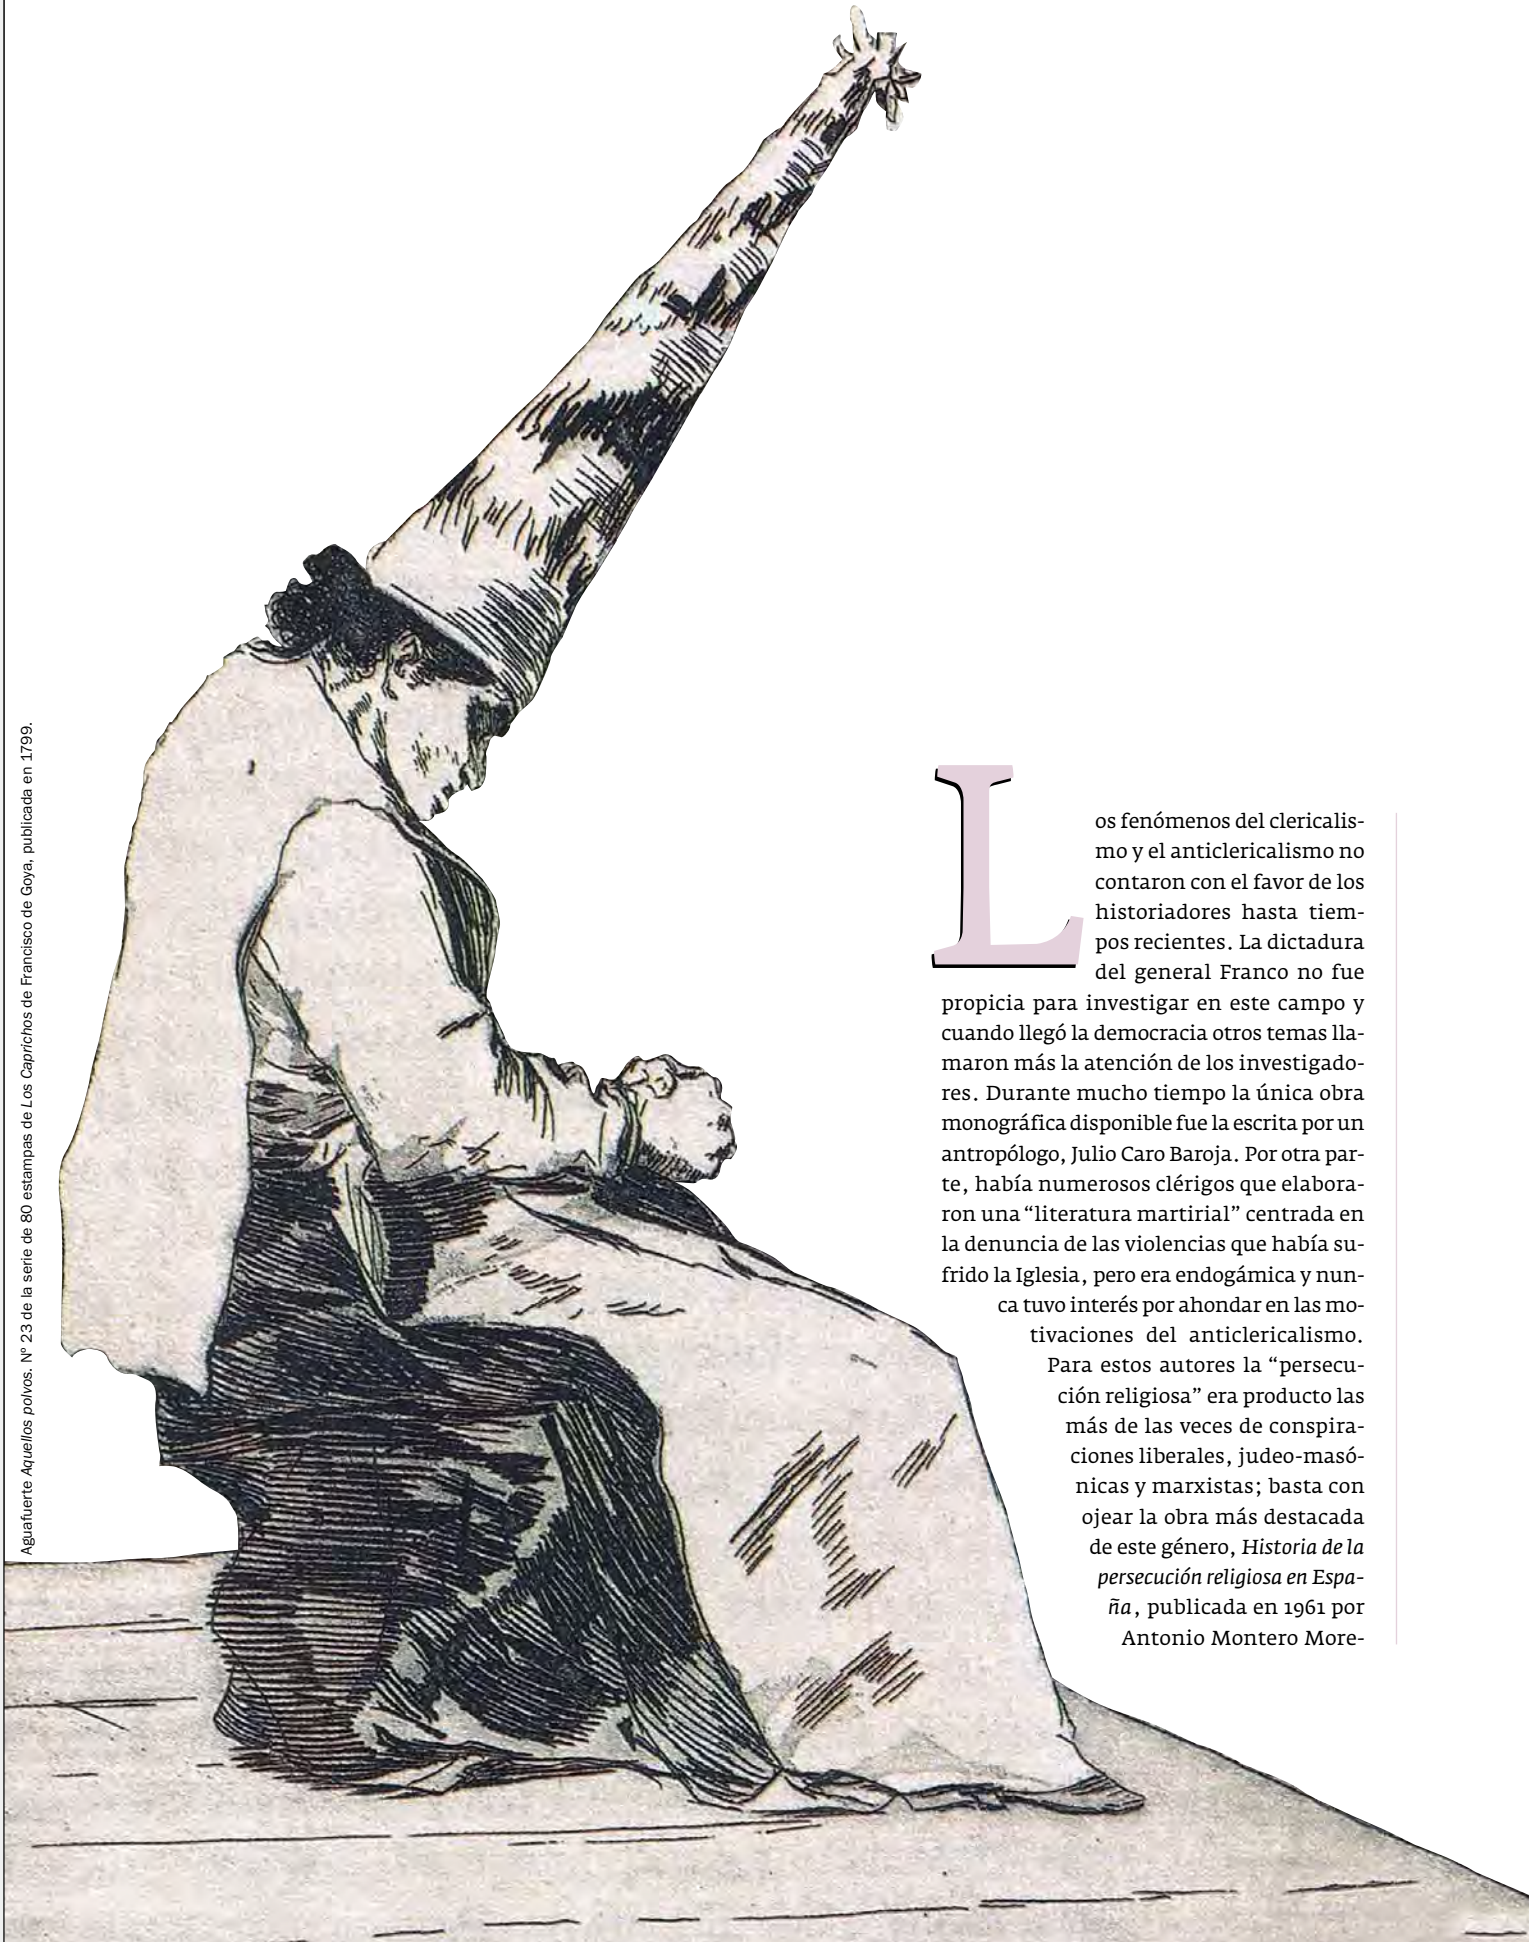 Aguafuerte Aquellos polvos. Nº 23 de la serie de 80 estampas de Los Caprichos de Francisco de Goya, publicada en 1799.
Los fenómenos del clericalis-
mo y el anticlericalismo no
contaron con el favor de los
historiadores hasta tiem-
pos recientes. La dictadura
del general Franco no fue
propicia para investigar en este campo y
cuando llegó la democracia otros temas lla-
maron más la atención de los investigado-
res. Durante mucho tiempo la única obra
monográfica disponible fue la escrita por un
antropólogo, Julio Caro Baroja. Por otra par-
te, había numerosos clérigos que elabora-
ron una “literatura martirial” centrada en
la denuncia de las violencias que había su-
frido la Iglesia, pero era endogámica y nun-
ca tuvo interés por ahondar en las mo-
tivaciones del anticlericalismo.
Para estos autores la “persecu-
ción religiosa” era producto las
más de las veces de conspira-
ciones liberales, judeo-masó-
nicas y marxistas; basta con
ojear la obra más destacada
de este género, Historia de la
persecución religiosa en Espa-
ña, publicada en 1961 por
Antonio Montero More-